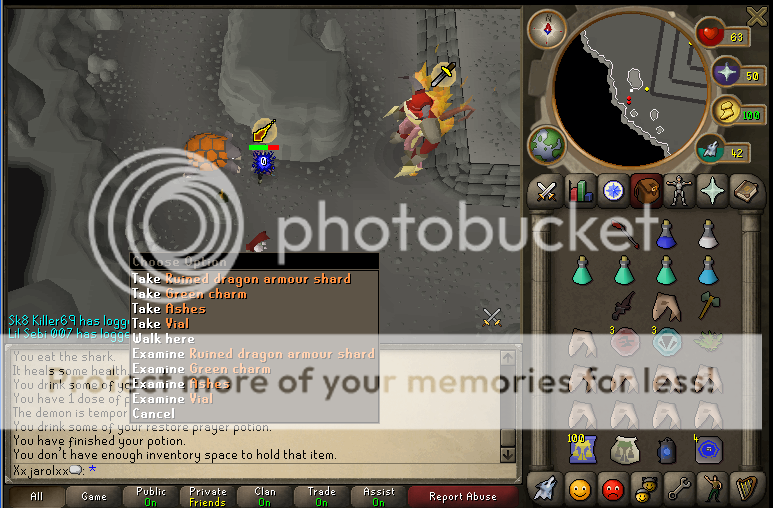 N
63
50
100
42
0
photobucket
Choose Option
Take Ruined dragon armour shard
Take Green charm
Take Ashes
Take Vial
Walk here
Examine Ruined dragon armour shard
Examine Green charm
Examine Ashes
Examine Vial
Cancel
Sk8 Killer69 has logg
Lil Sebi 007 has logge
Protect more of your memories for less!
You eat the shark.
It heals some health
You drink some of yo
You have 1 dose of p
The demon is tempor
You drink some of your restore prayer potion.
You have finished your potion.
You don't have enough inventory space to hold that item.
Xxjarolxx: *
3
3
100
4
All
Game
Public
On
Private
Friends
Clan
On
Trade
On
Assist
On
Report Abuse